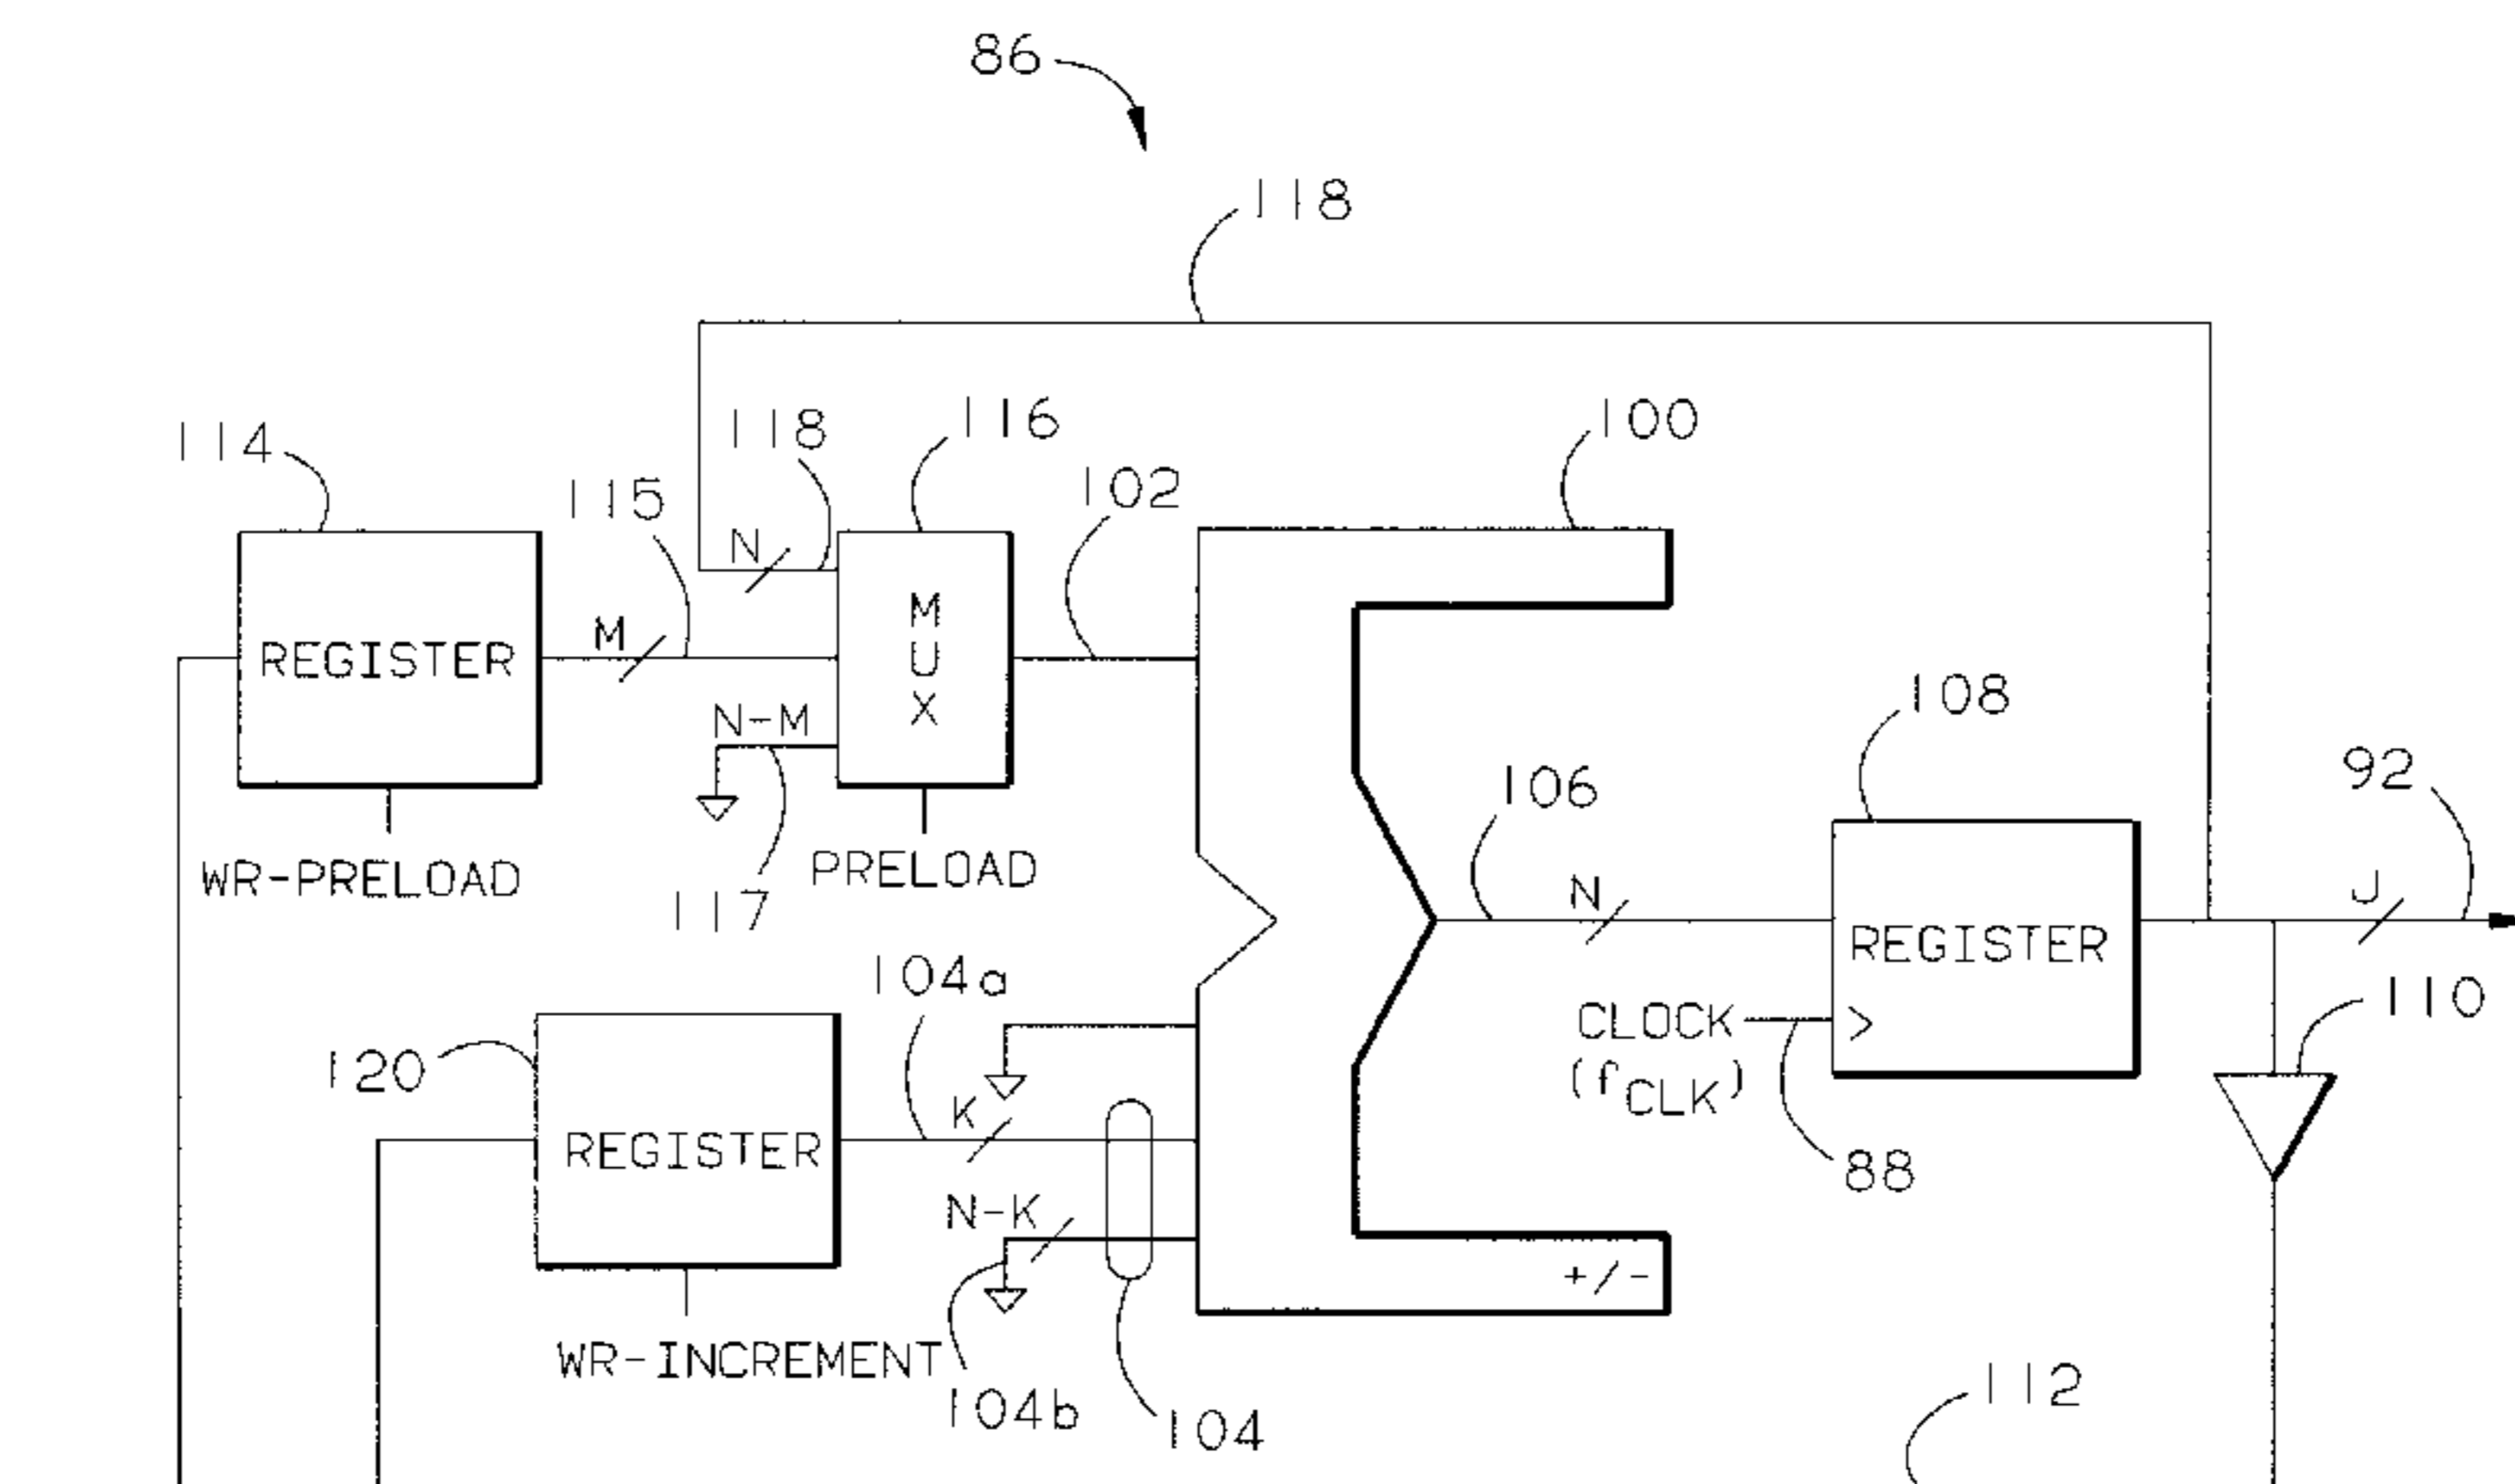 86
118
118
116
100
114
102
115
N
M
U
X
M
REGISTER
N-M
108
92
106
PRELOAD
WR-PRELOAD
N
J
117
REGISTER
104a
110
CLOCK
(fCLK)
120
K
REGISTER
88
N-K
+/-
WR-INCREMENT
112
104b
104
>